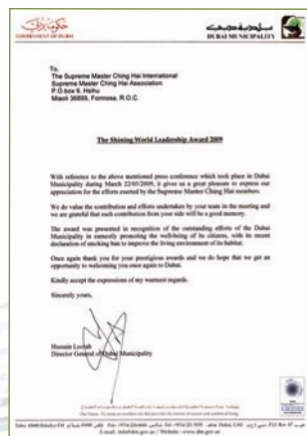 حكومة دبي
GOVERNMENT OF DUBAI
بلدية دبي
DUBAI MUNICIPALITY
To,
The Supreme Master Ching Hai International
Supreme Master Ching Hai Association
P.O box 9, Hsihu
Miaoli 36899, Formosa, R.O.C.
The Shining World Leadership Award 2009
With reference to the above mentioned press conference which took place in Dubai
Municipality during March 22/03/2009, it gives us a great pleasure to express our
appreciation for the efforts exerted by the Supreme Master Ching Hai members.
We do value the contribution and efforts undertaken by your team in the meeting and
we are grateful that such contribution from your side will be a good memory.
The award was presented in recognition of the outstanding efforts of the Dubai
Municipality in earnestly promoting the well-being of its citizens, with its recent
declaration of smoking ban to improve the living environment of its habitat.
Once again thank you for your prestigious awards and we do hope that we get an
opportunity to welcoming you once again to Dubai.
Kindly accept the expressions of my warmest regards.
Sincerely yours,
Hussain Lootah
Director General of Dubai Municipality